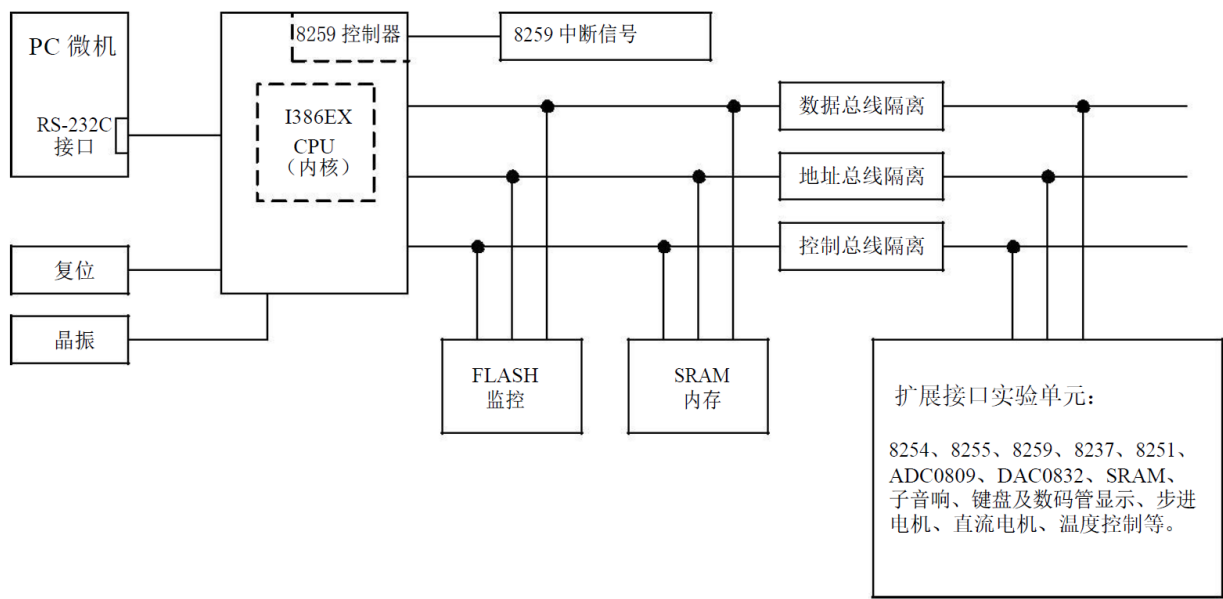 PC 微机
RS-232C
接口
复位
晶振
8259 控制器
I386EX
CPU
（内核）
8259 中断信号
数据总线隔离
地址总线隔离
控制总线隔离
FLASH
监控
SRAM
内存
扩展接口实验单元：
8254、8255、8259、8237、8251、
ADC0809、DAC0832、SRAM、
子音响、键盘及数码管显示、步进
电机、直流电机、温度控制等。